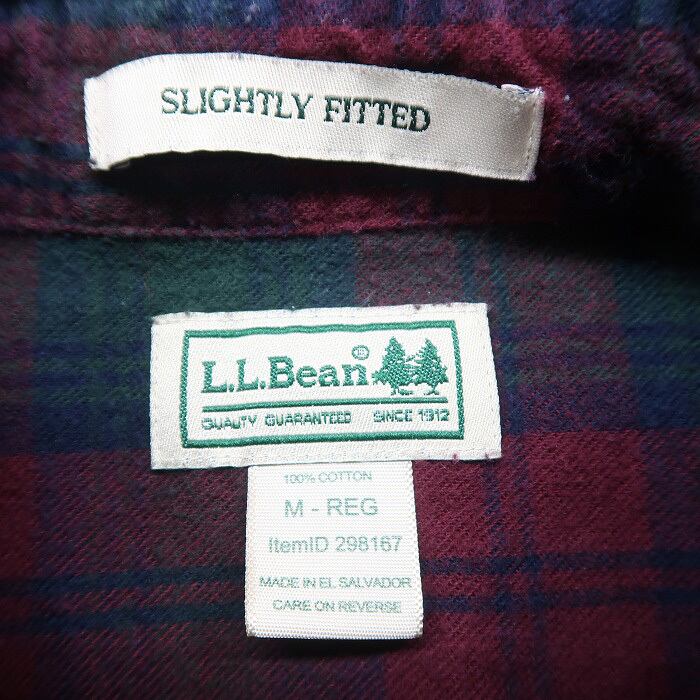 SLIGHTLY FITTED
L.L.Bean®
QUALITY GUARANTEED SINCE 1912
100% COTTON
M - REG
ItemID 298167
MADE IN EL SALVADOR
CARE ON REVERSE